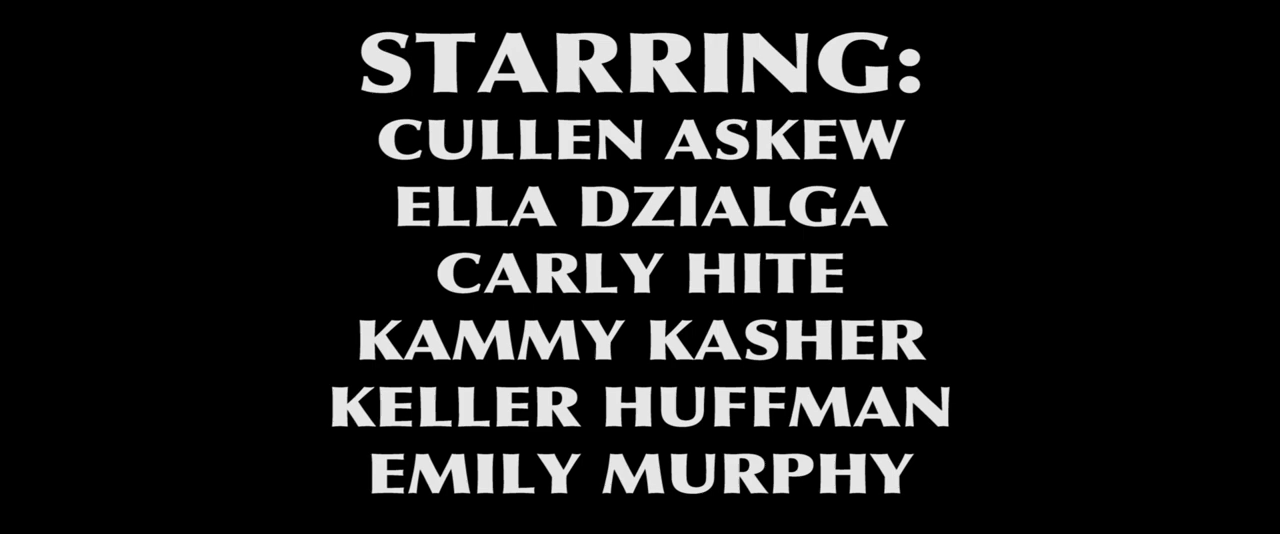 STARRING:
CULLEN ASKEW
ELLA DZIALGA
CARLY HITE
KAMMY KASHER
KELLER HUFFMAN
EMILY MURPHY